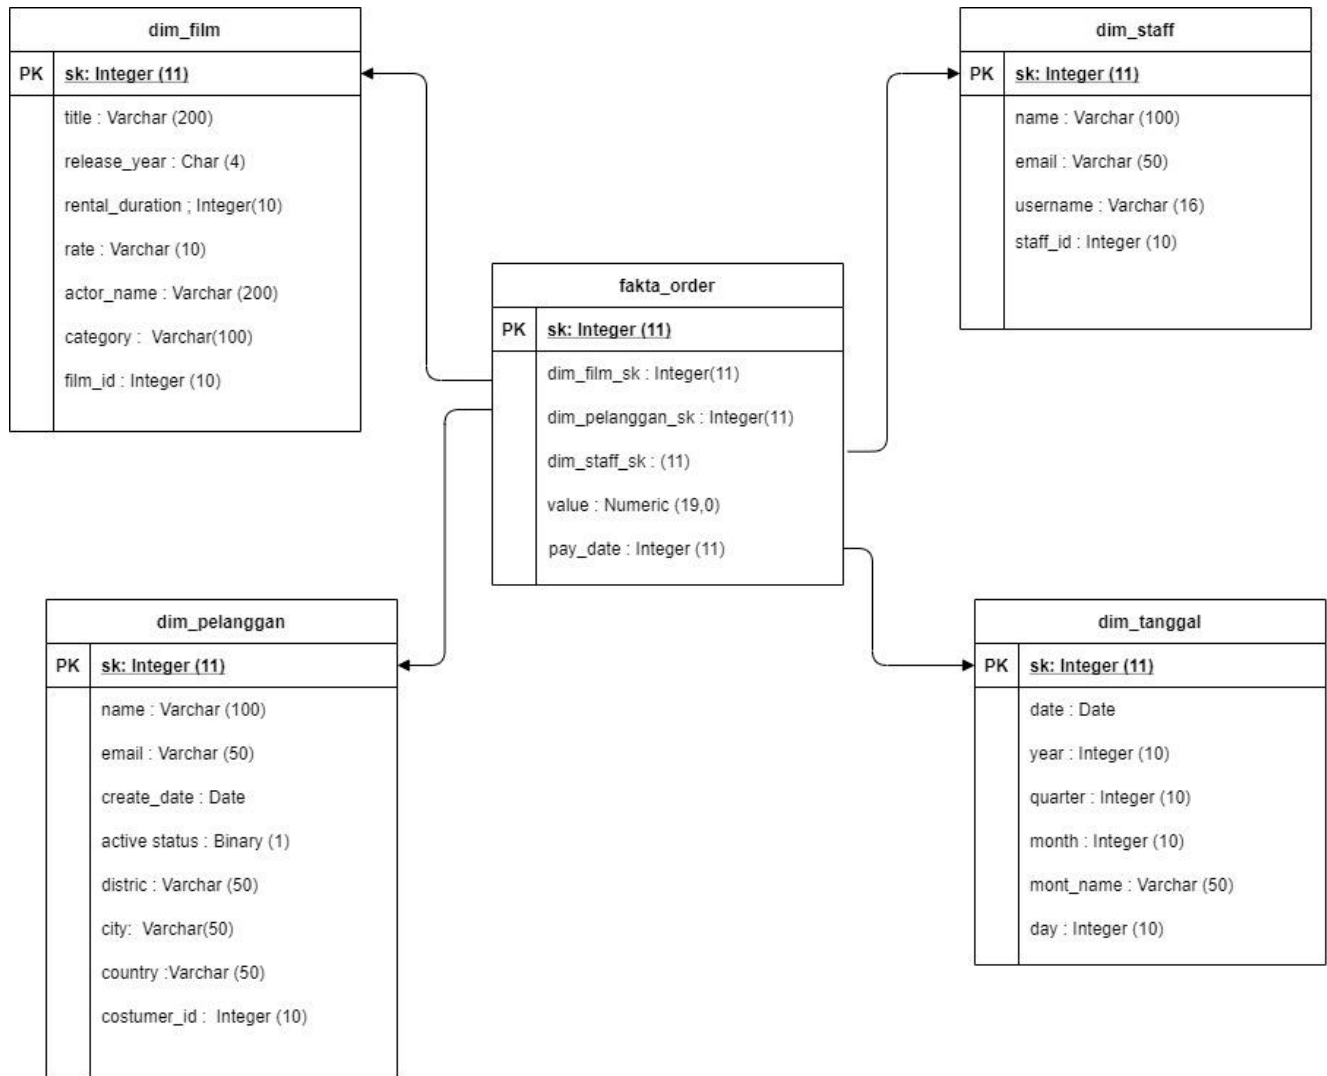 dim_film
PK sk: Integer (11)
title : Varchar (200)
release_year : Char (4)
rental_duration ; Integer(10)
rate : Varchar (10)
actor_name : Varchar (200)
category :  Varchar(100)
film_id : Integer (10)
dim_staff
PK sk: Integer (11)
name : Varchar (100)
email : Varchar (50)
username : Varchar (16)
staff_id : Integer (10)
fakta_order
PK sk: Integer (11)
dim_film_sk : Integer(11)
dim_pelanggan_sk : Integer(11)
dim_staff_sk : (11)
value : Numeric (19,0)
pay_date : Integer (11)
dim_pelanggan
PK sk: Integer (11)
name : Varchar (100)
email : Varchar (50)
create_date : Date
active status : Binary (1)
distric : Varchar (50)
city:  Varchar(50)
country :Varchar (50)
costumer_id :  Integer (10)
dim_tanggal
PK sk: Integer (11)
date : Date
year : Integer (10)
quarter : Integer (10)
month : Integer (10)
mont_name : Varchar (50)
day : Integer (10)